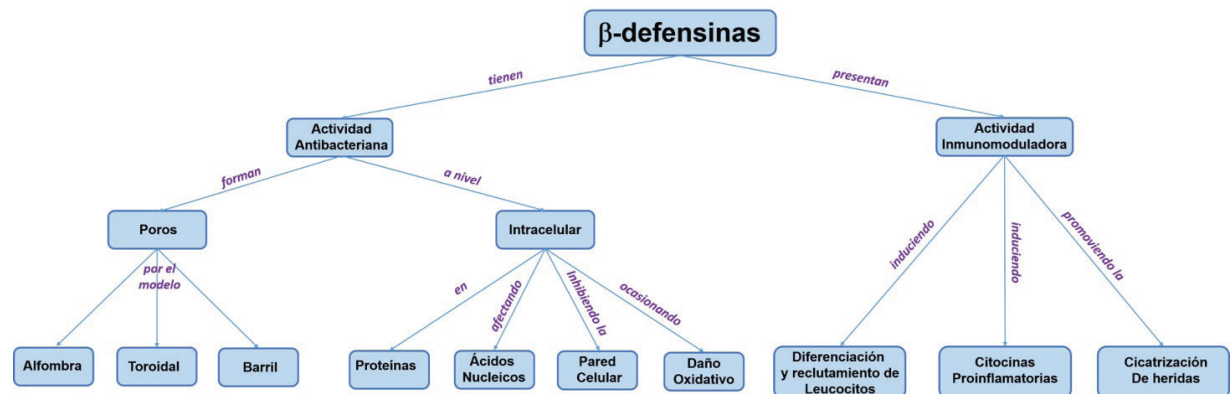 β-defensinas
tienen
presentan
Actividad
Antibacteriana
Actividad
Inmunomoduladora
forman
a nivel
Poros
Intracelular
por el
modelo
en
afectando
Inhibiendo la
ocasionando
induciendo
induciendo
promoviendo la
Alfombra
Toroidal
Barril
Proteínas
Ácidos
Nucleicos
Pared
Celular
Daño
Oxidativo
Diferenciación
y reclutamiento de
Leucocitos
Citocinas
Proinflamatorias
Cicatrización
De heridas